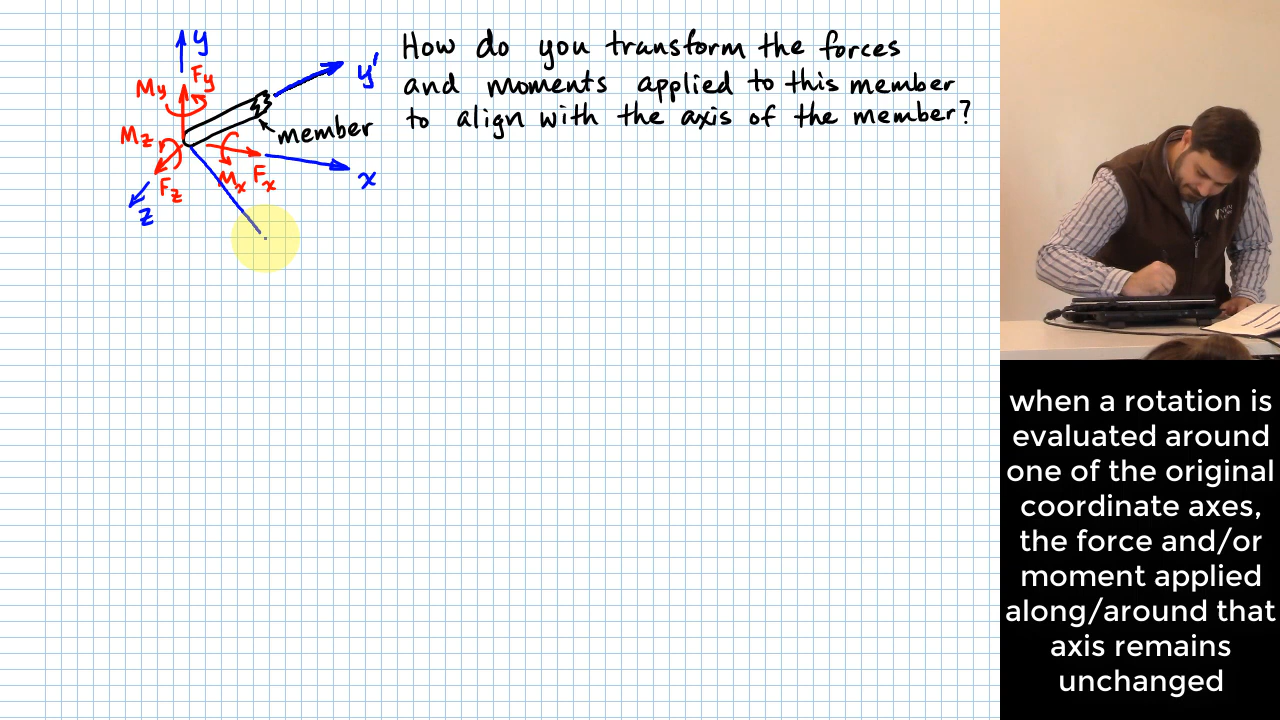 y
How do you transform the forces
and moments applied to this member
to align with the axis of the member?
y'
My
Fy
Mz
member
Fz
Mx
Fx
x
z
when a rotation is
evaluated around
one of the original
coordinate axes,
the force and/or
moment applied
along/around that
axis remains
unchanged